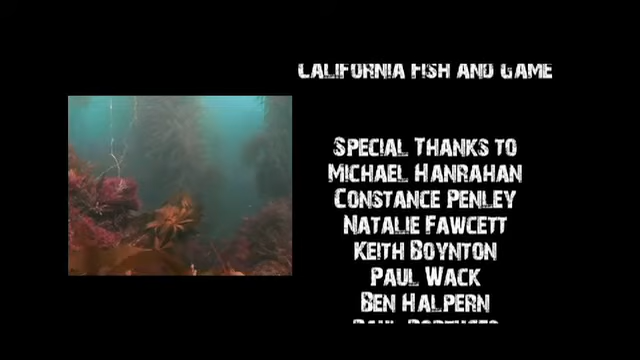 CALIFORNIA FISH AND GAME
SPECIAL THANKS TO
MICHAEL HANRAHAN
CONSTANCE PENLEY
NATALIE FAWCETT
KEITH BOYNTON
PAUL WACK
BEN HALPERN